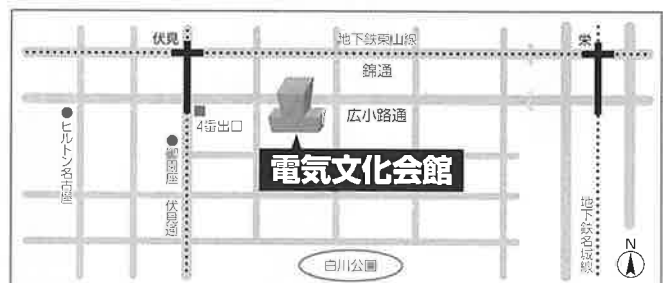 伏見
地下鉄東山線
栄
錦通
広小路通
4番出口
ヒルトン名古屋
御園座
伏見通
電気文化会館
地下鉄名城線
白川公園
N